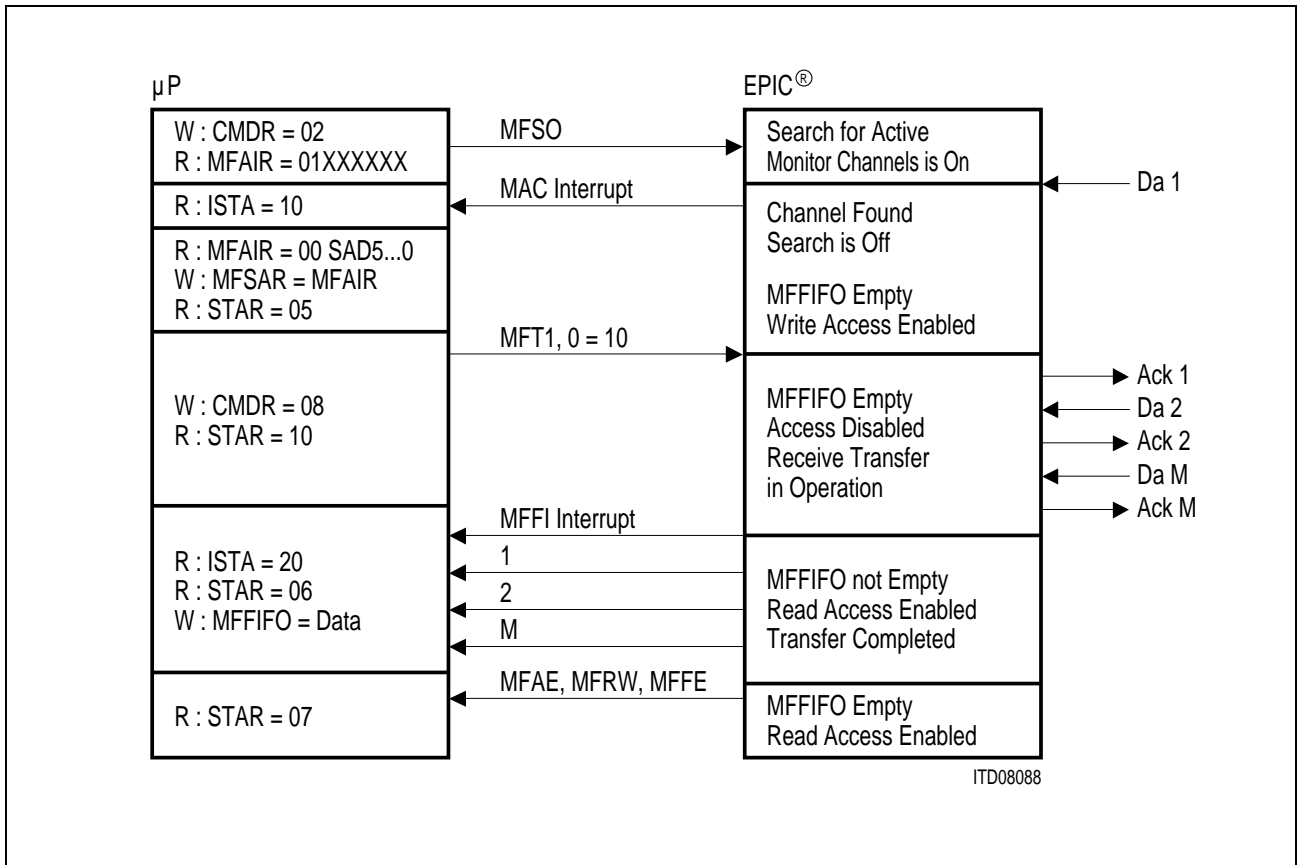 µP
W : CMDR = 02
R : MFAIR = 01XXXXXX
R : ISTA = 10
R : MFAIR = 00 SAD5...0
W : MFSAR = MFAIR
R : STAR = 05
W : CMDR = 08
R : STAR = 10
R : ISTA = 20
R : STAR = 06
W : MFFIFO = Data
R : STAR = 07
MFSO
MAC Interrupt
MFT1, 0 = 10
MFFI Interrupt
1
2
M
MFAE, MFRW, MFFE
EPIC®
Search for Active
Monitor Channels is On
Channel Found
Search is Off
MFFIFO Empty
Write Access Enabled
MFFIFO Empty
Access Disabled
Receive Transfer
in Operation
MFFIFO not Empty
Read Access Enabled
Transfer Completed
MFFIFO Empty
Read Access Enabled
Da 1
Ack 1
Da 2
Ack 2
Da M
Ack M
ITD08088